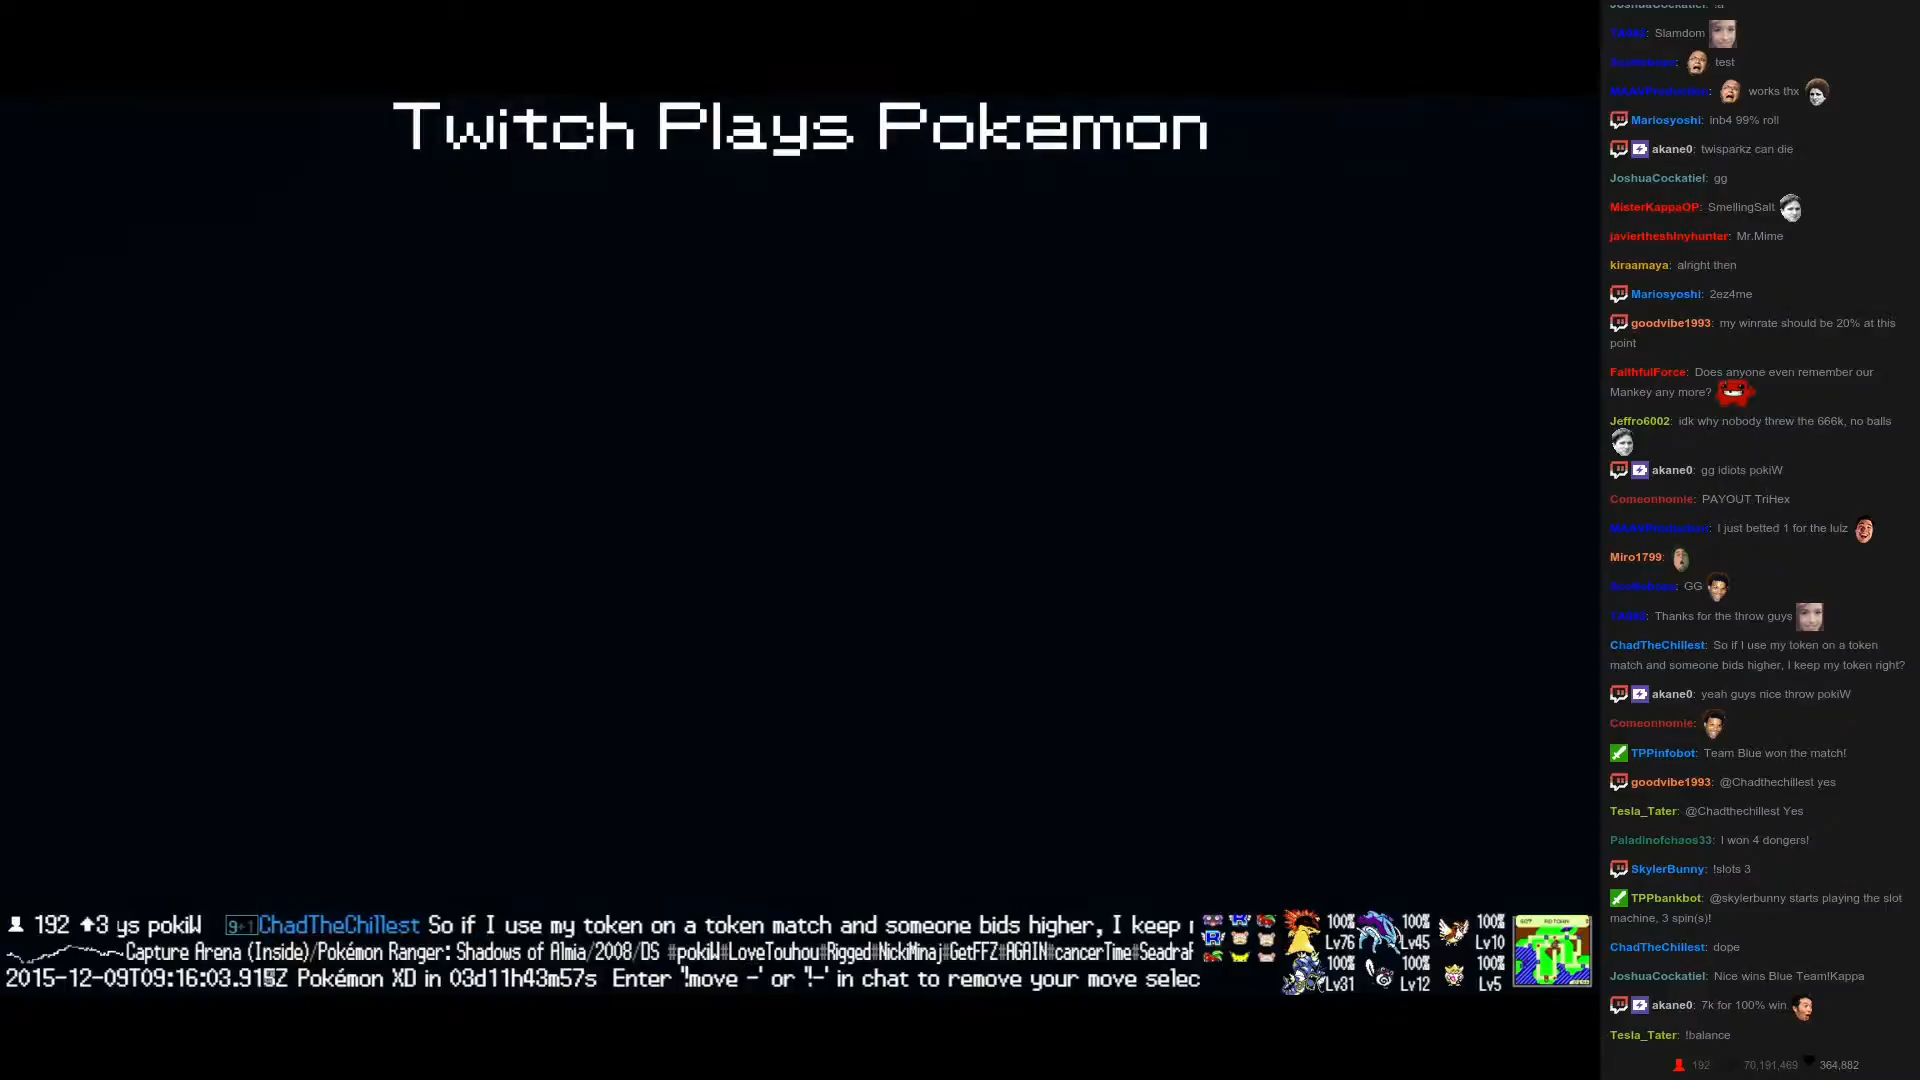 Twitch Plays Pokemon
192 3 ys pokiW 9+1 ChadTheChillest So if I use my token on a token match and someone bids higher, I keep
Capture Arena (Inside)/Pokémon Ranger: Shadows of Almia/2008/DS #pokiW#LoveTouhou#Rigged#NickiMinaj#GetFFZ#AGAIN#cancerTime#Seadra
Pokémon XD in 03d11h43m57s Enter "!move -" or "!-" in chat to remove your move selec
100% 100% 100%
Lv76 Lv45 Lv10
100% 100% 100%
Lv31 Lv12 Lv5
JoshuaCockatiel: !a
Slamdom
test
MAAVProduction: works thx
Mariosyoshi: inb4 99% roll
akane0: twisparkz can die
JoshuaCockatiel: gg
MisterKappaOP: SmellingSalt
javiertheshinyhunter: Mr.Mime
kiraamaya: alright then
Mariosyoshi: 2ez4me
goodvibe1993: my winrate should be 20% at this
point
FaithfulForce: Does anyone even remember our
Mankey any more?
Jeffro6002: idk why nobody threw the 666k, no balls
akane0: gg idiots pokiW
Comeonhomie: PAYOUT TriHex
MAAVProduction: I just betted 1 for the lulz
Miro1799:
GG
Thanks for the throw guys
ChadTheChillest: So if I use my token on a token
match and someone bids higher, I keep my token right?
akane0: yeah guys nice throw pokiW
Comeonhomie:
TPPinfobot: Team Blue won the match!
goodvibe1993: @Chadthechillest yes
Tesla_Tater: @Chadthechillest Yes
Paladinofchaos33: I won 4 dongers!
SkylerBunny: !slots 3
TPPbankbot: @skylerbunny starts playing the slot
machine, 3 spin(s)!
ChadTheChillest: dope
JoshuaCockatiel: Nice wins Blue Team!Kappa
akane0: 7k for 100% win
Tesla_Tater: !balance
192 70,191,469 364,882